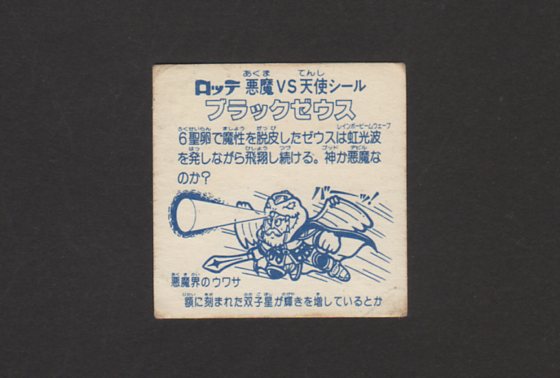 ロッテ 悪魔VS天使シール
ブラックゼウス
6聖卵で魔性を脱皮したゼウスは虹光波
を発しながら飛翔し続ける。神か悪魔な
のか?
バッ!
悪魔界のウワサ
額に刻まれた双子星が輝きを増しているとか